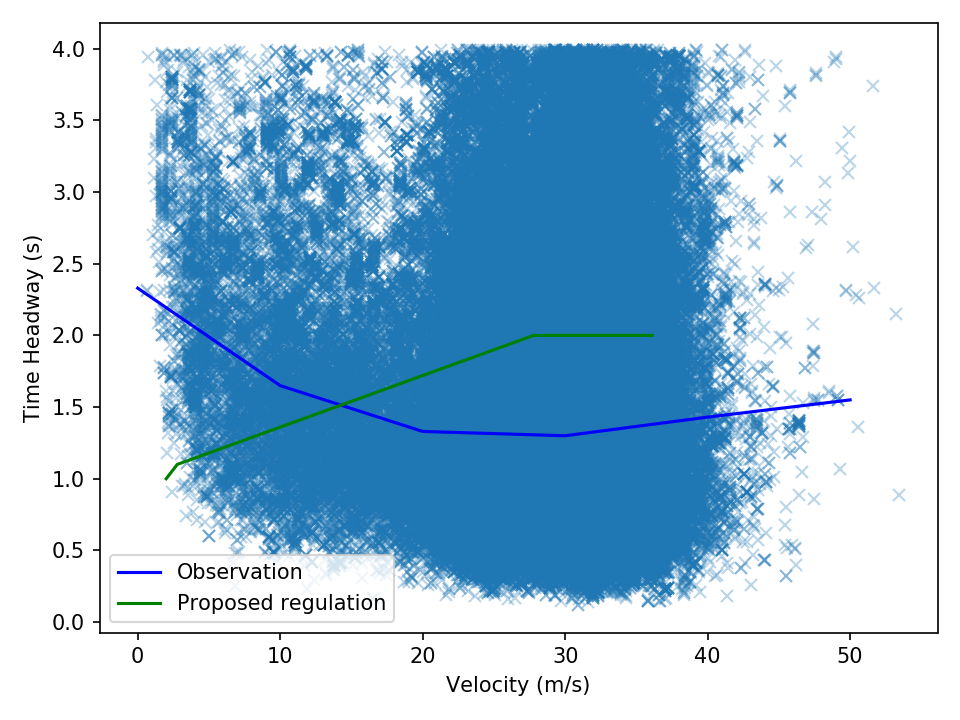 4.0
3.5
3.0
2.5
2.0
1.5
1.0
0.5
0.0
Time Headway (s)
Observation
Proposed regulation
0 10 20 30 40 50
Velocity (m/s)